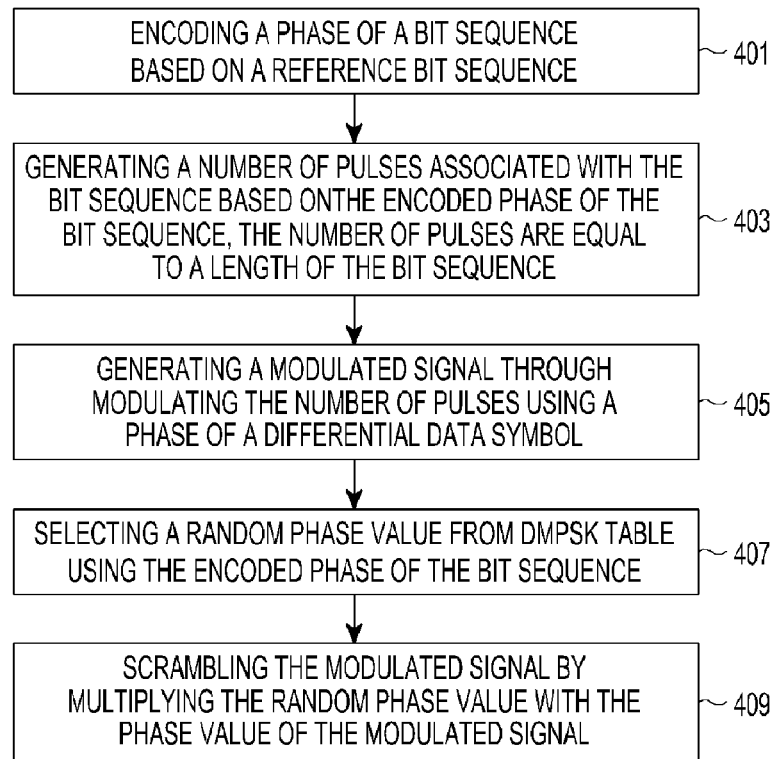 ENCODING A PHASE OF A BIT SEQUENCE
BASED ON A REFERENCE BIT SEQUENCE
401
GENERATING A NUMBER OF PULSES ASSOCIATED WITH THE
BIT SEQUENCE BASED ONTHE ENCODED PHASE OF THE
BIT SEQUENCE, THE NUMBER OF PULSES ARE EQUAL
TO A LENGTH OF THE BIT SEQUENCE
403
GENERATING A MODULATED SIGNAL THROUGH
MODULATING THE NUMBER OF PULSES USING A
PHASE OF A DIFFERENTIAL DATA SYMBOL
405
SELECTING A RANDOM PHASE VALUE FROM DMPSK TABLE
USING THE ENCODED PHASE OF THE BIT SEQUENCE
407
SCRAMBLING THE MODULATED SIGNAL BY
MULTIPLYING THE RANDOM PHASE VALUE WITH THE
PHASE VALUE OF THE MODULATED SIGNAL
409